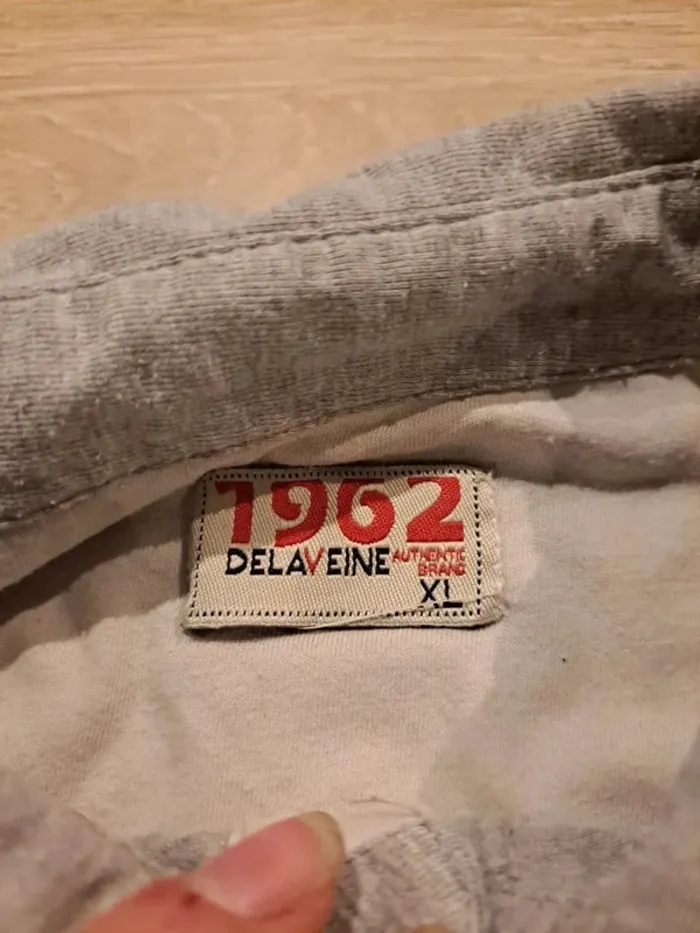 1962
DELAVEINE AUTHENTIC
BRAND
XL